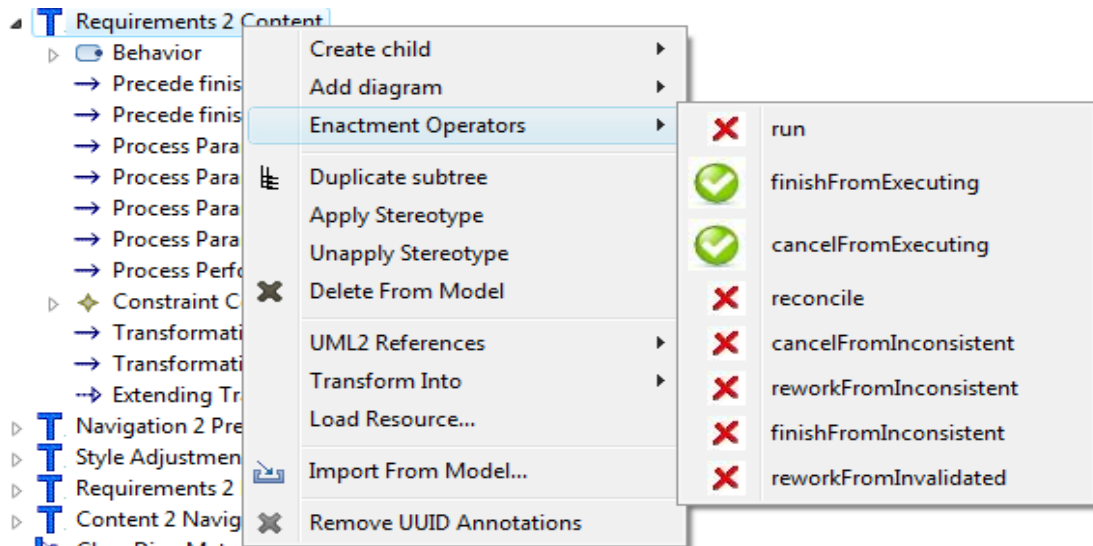 Requirements 2 Content
Behavior
Precede finis
Precede finis
Process Para
Process Para
Process Para
Process Para
Process Perfo
Constraint C
Transformati
Transformati
Extending Tr
Navigation 2 Pre
Style Adjustmen
Requirements 2
Content 2 Navig
Create child
Add diagram
Enactment Operators
Duplicate subtree
Apply Stereotype
Unapply Stereotype
Delete From Model
UML2 References
Transform Into
Load Resource...
Import From Model...
Remove UUID Annotations
run
finishFromExecuting
cancelFromExecuting
reconcile
cancelFromInconsistent
reworkFromInconsistent
finishFromInconsistent
reworkFromInvalidated